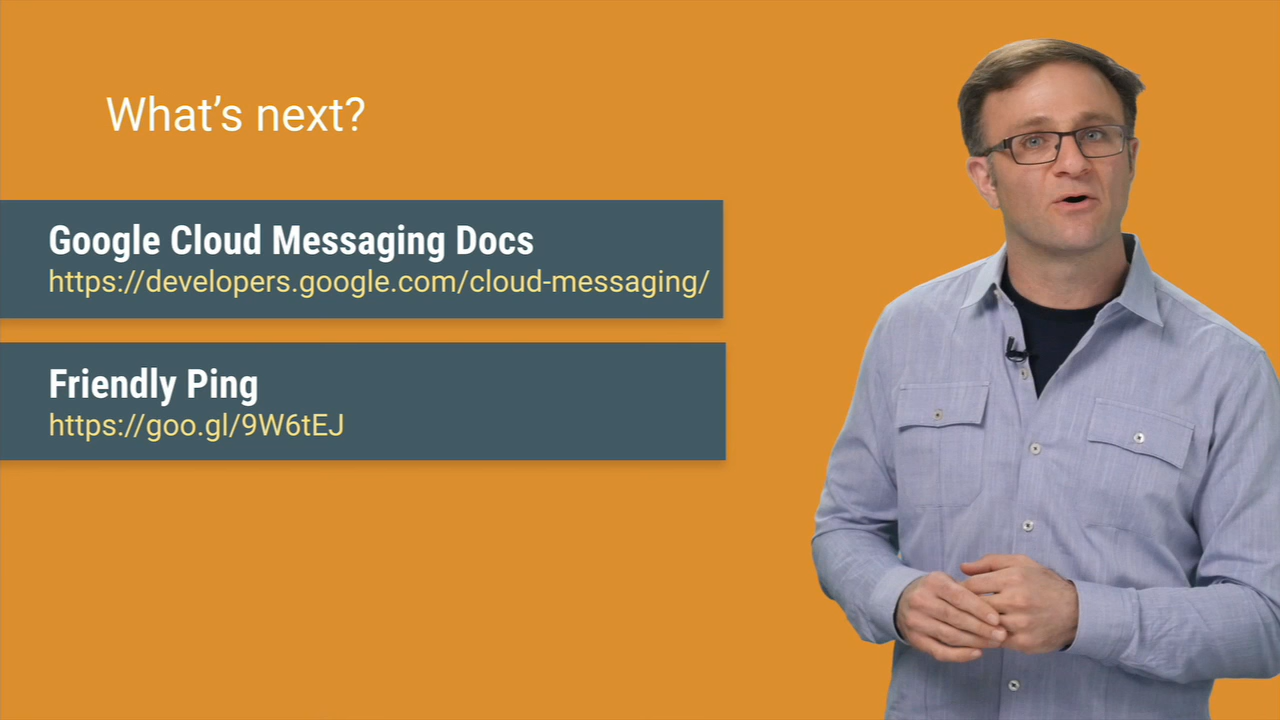 What's next?
Google Cloud Messaging Docs
https://developers.google.com/cloud-messaging/
Friendly Ping
https://goo.gl/9W6tEJ